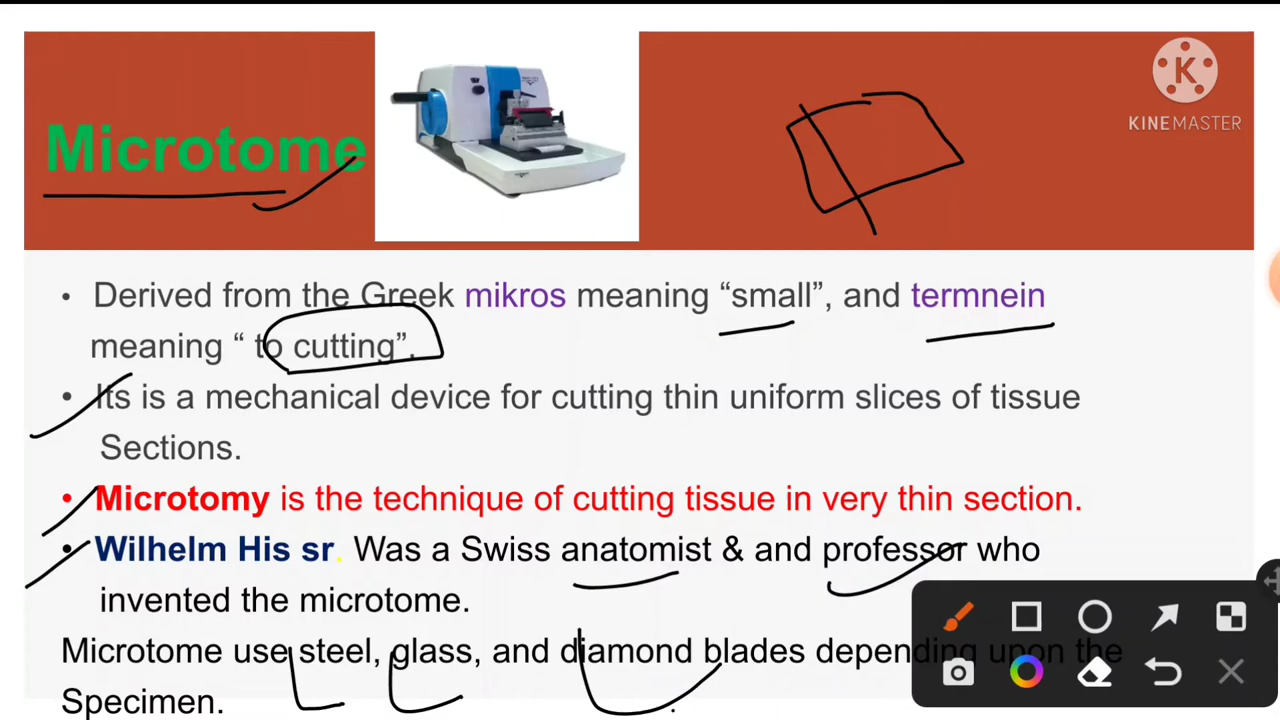 KINEMASTER
Microtome
• Derived from the Greek mikros meaning “small”, and termnein
meaning “ to cutting”.
• Its is a mechanical device for cutting thin uniform slices of tissue
Sections.
• Microtomy is the technique of cutting tissue in very thin section.
• Wilhelm His sr. Was a Swiss anatomist & and professor who
invented the microtome.
Microtome use steel, glass, and diamond blades depending upon the
Specimen.